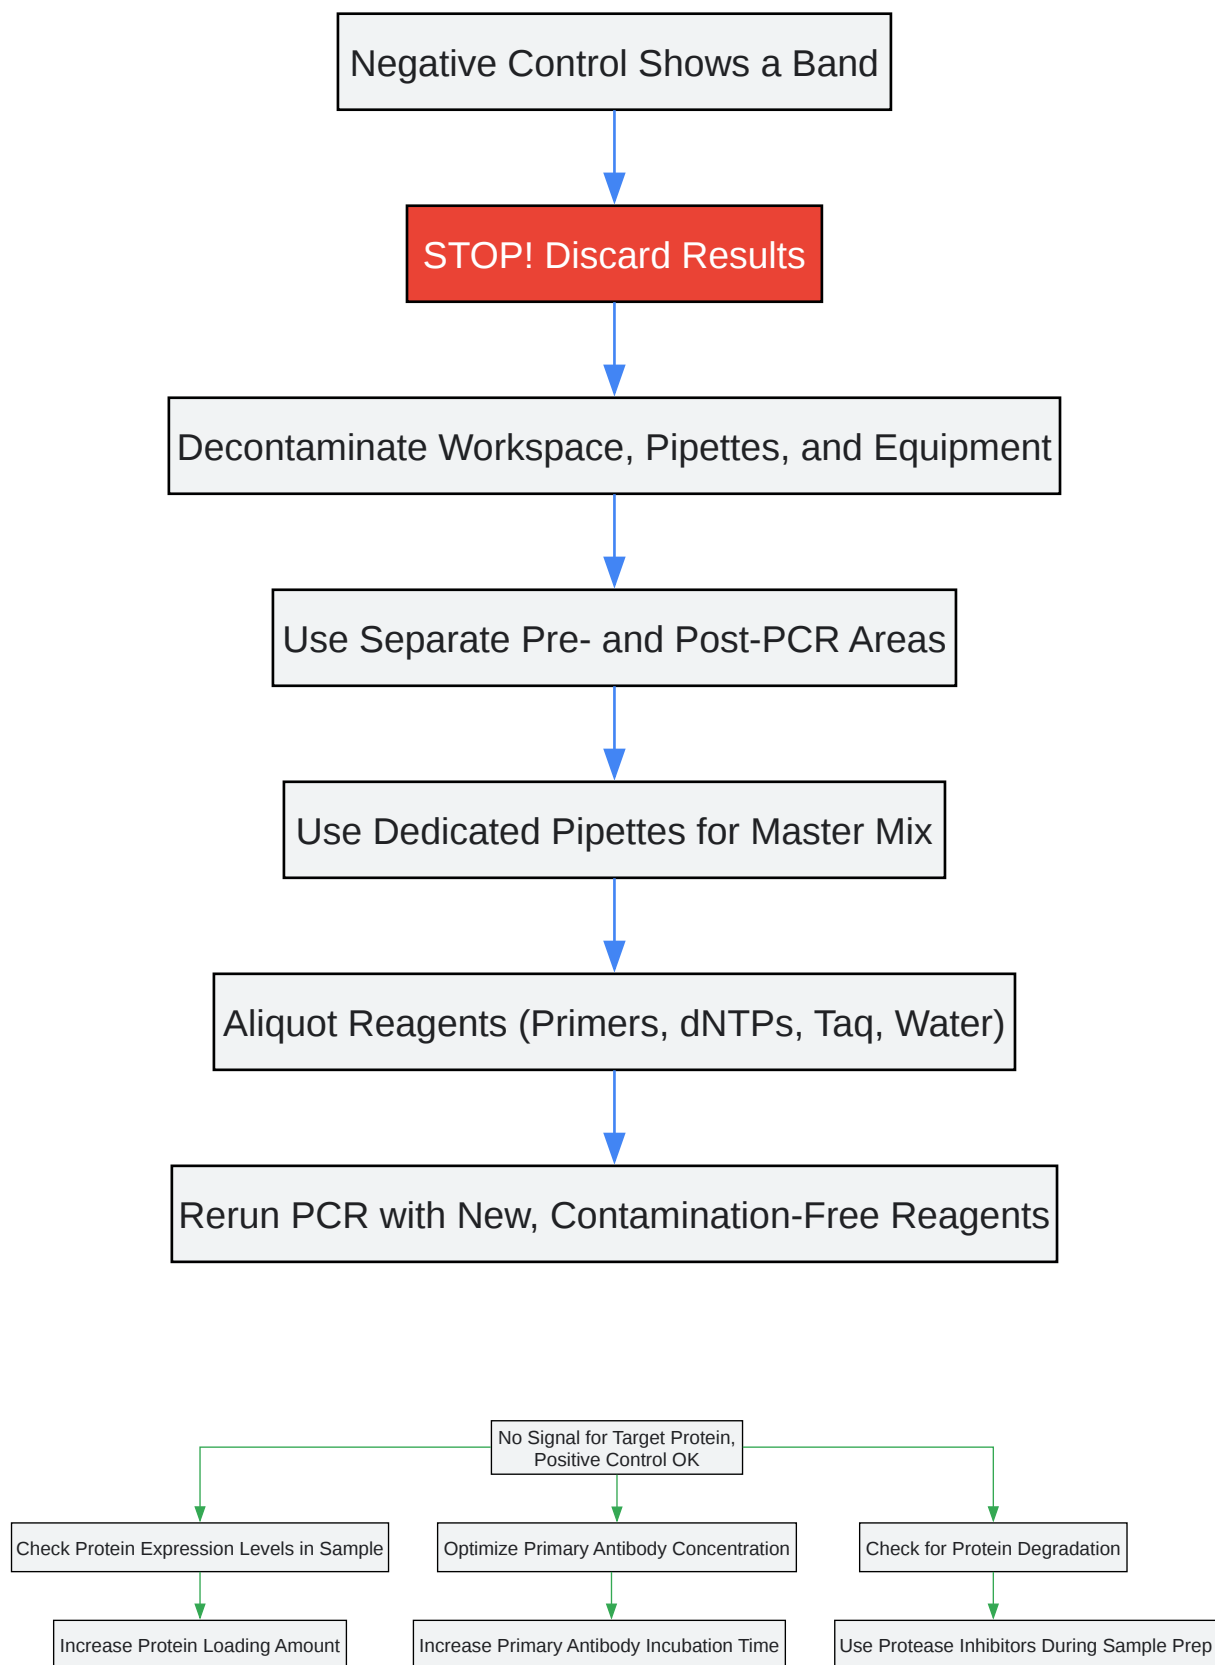 Negative Control Shows a Band
STOP! Discard Results
Decontaminate Workspace, Pipettes, and Equipment
Use Separate Pre- and Post-PCR Areas
Use Dedicated Pipettes for Master Mix
Aliquot Reagents (Primers, dNTPs, Taq, Water)
Rerun PCR with New, Contamination-Free Reagents
No Signal for Target Protein,
Positive Control OK
Check Protein Expression Levels in Sample
Optimize Primary Antibody Concentration
Check for Protein Degradation
Increase Protein Loading Amount
Increase Primary Antibody Incubation Time
Use Protease Inhibitors During Sample Prep